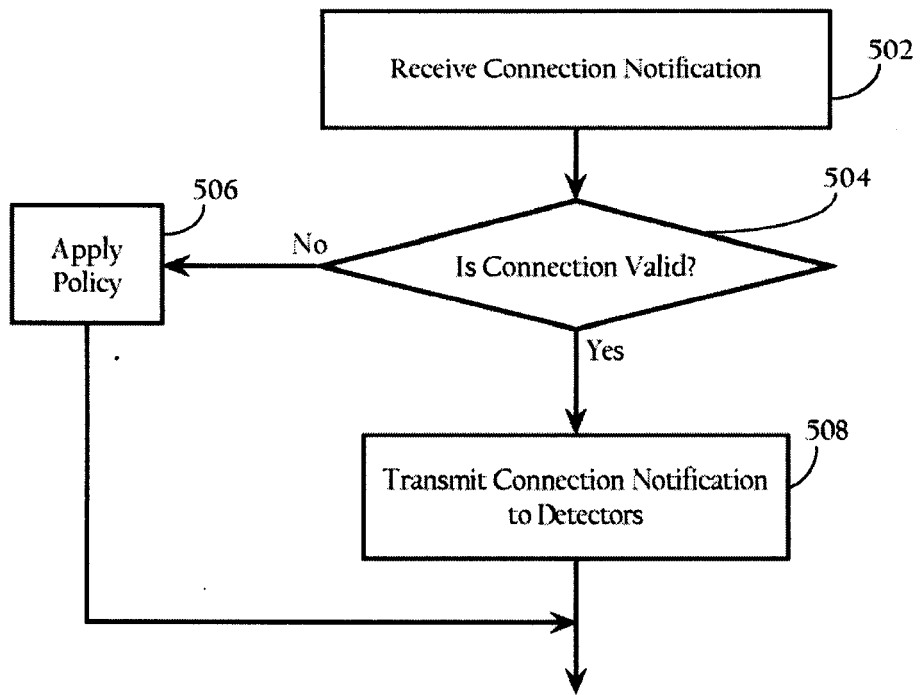 Receive Connection Notification
502
504
506
Apply
Policy
No
Is Connection Valid?
Yes
508
Transmit Connection Notification
to Detectors